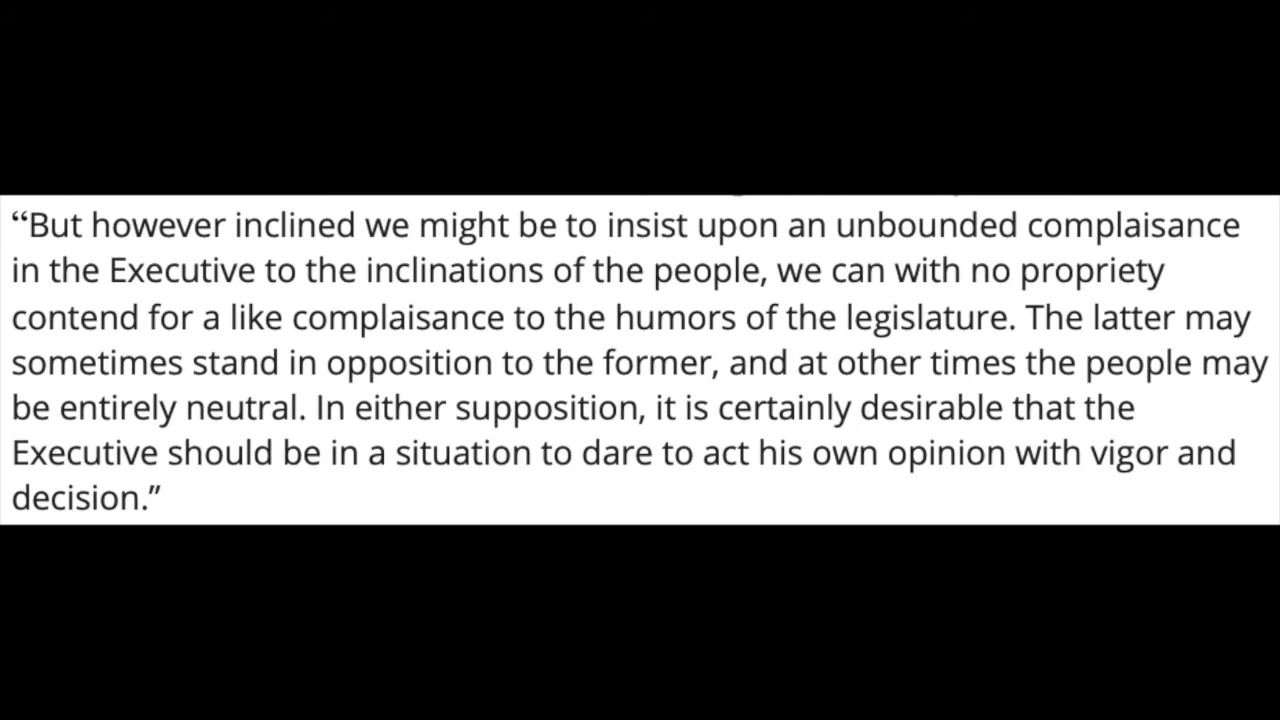 “But however inclined we might be to insist upon an unbounded complaisance
in the Executive to the inclinations of the people, we can with no propriety
contend for a like complaisance to the humors of the legislature. The latter may
sometimes stand in opposition to the former, and at other times the people may
be entirely neutral. In either supposition, it is certainly desirable that the
Executive should be in a situation to dare to act his own opinion with vigor and
decision.”